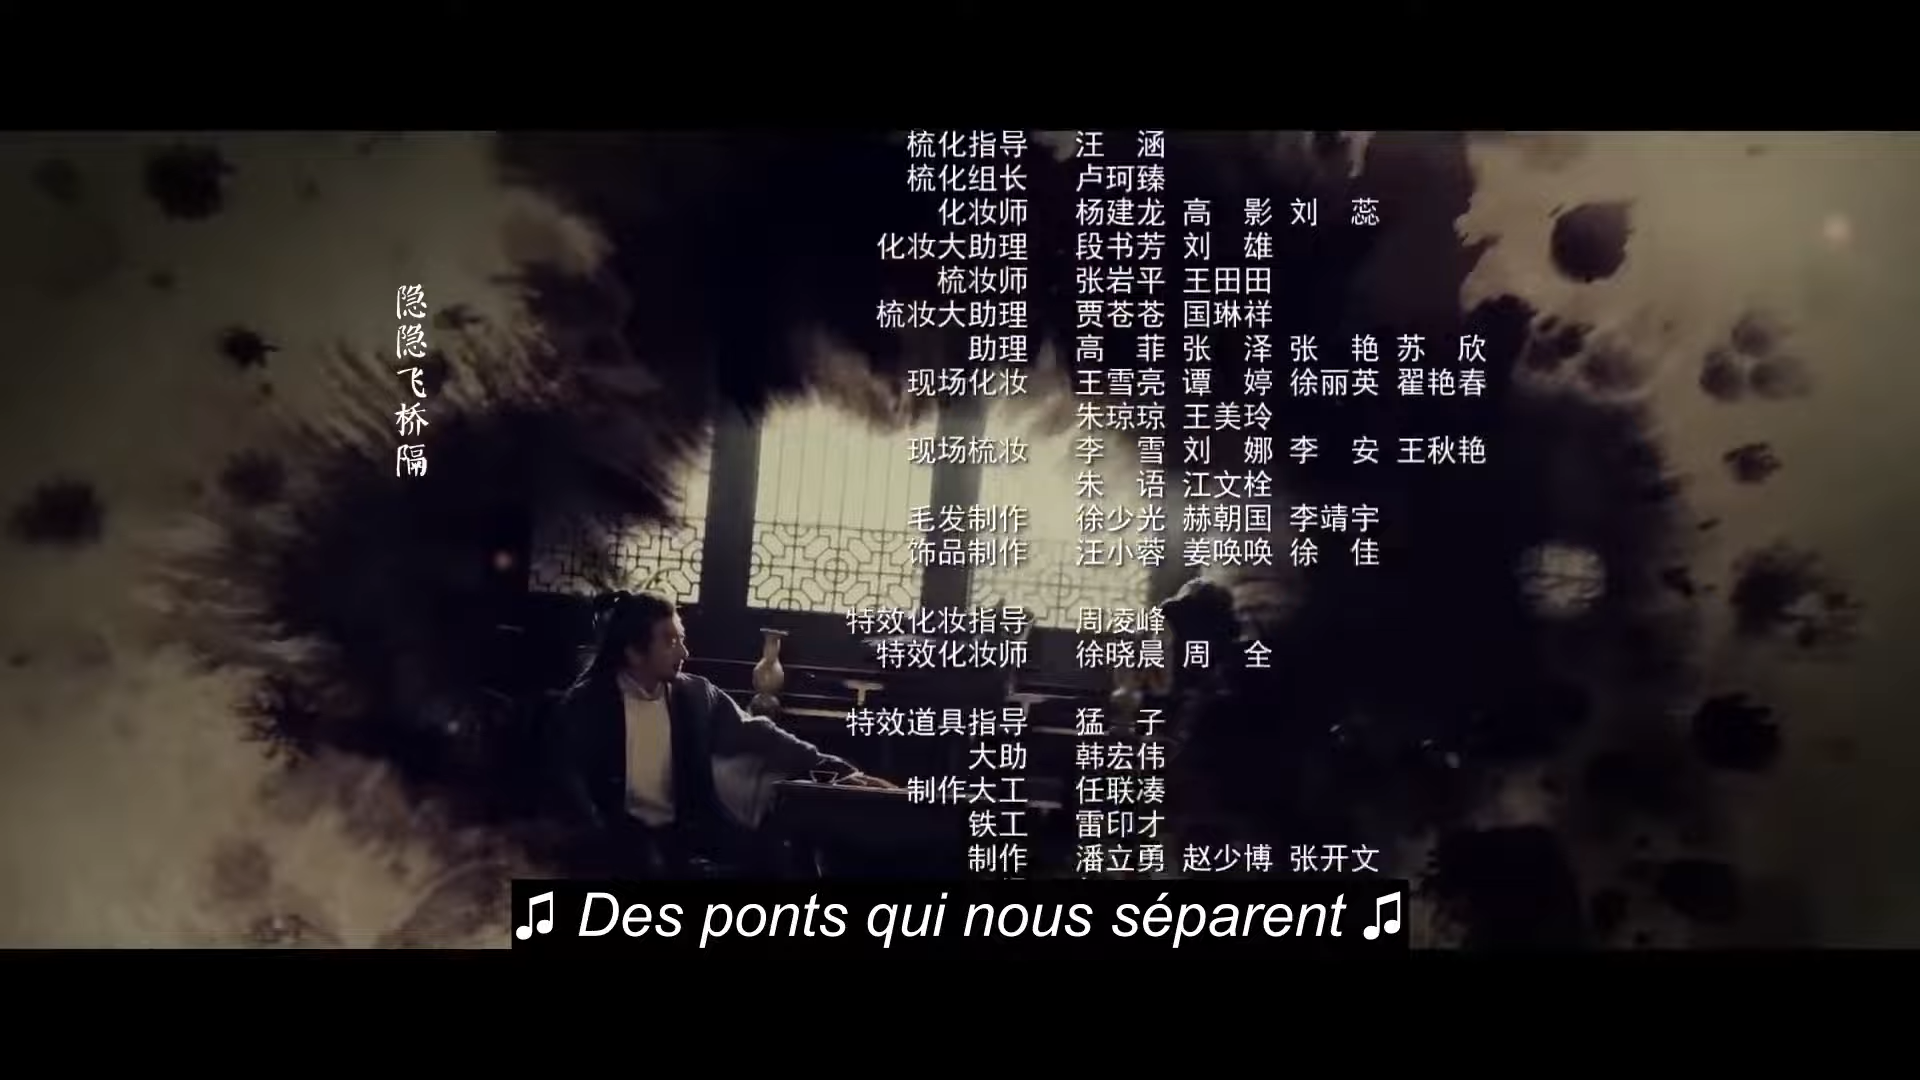 隐隐飞桥隔
梳化指导 汪 涵
梳化组长 卢珂臻
化妆师 杨建龙 高 影 刘 蕊
化妆大助理 段书芳 刘 雄
梳妆师 张岩平 王田田
梳妆大助理 贾苍苍 国琳祥
助理 高 菲 张 泽 张 艳 苏 欣
现场化妆 王雪亮 谭 婷 徐丽英 翟艳春
朱琼琼 王美玲
现场梳妆 李 雪 刘 娜 李 安 王秋艳
朱 语 江文栓
毛发制作 徐少光 赫朝国 李靖宇
饰品制作 汪小蓉 姜唤唤 徐 佳
特效化妆指导 周凌峰
特效化妆师 徐晓晨 周 全
特效道具指导 猛 子
大助 韩宏伟
制作大工 任联凑
铁工 雷印才
制作 潘立勇 赵少博 张开文
♫ Des ponts qui nous séparent ♫